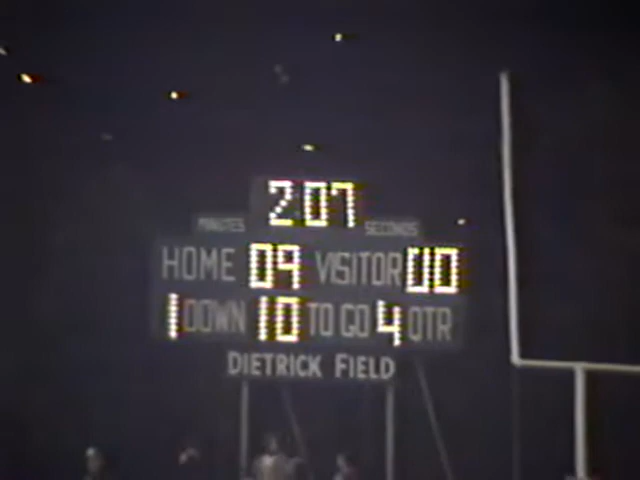 2:07
MINUTES SECONDS
HOME 09 VISITOR 00
1 DOWN 10 TO GO 4 QTR
DIETRICK FIELD